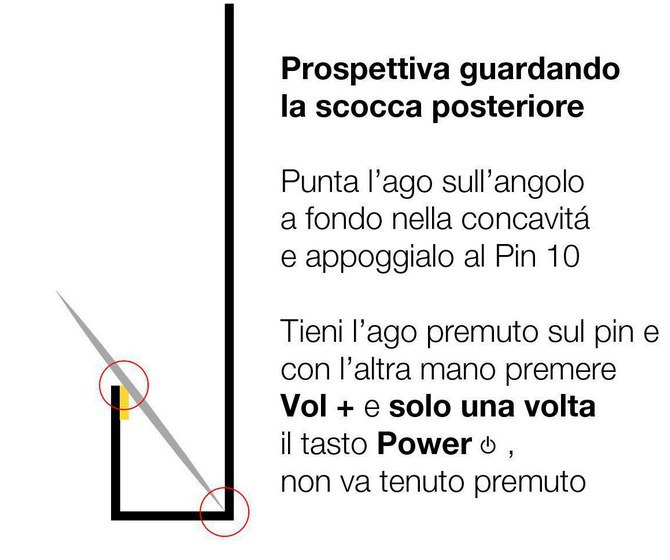 Prospettiva guardando
la scocca posteriore
Punta l’ago sull’angolo
a fondo nella concavitá
e appoggialo al Pin 10
Tieni l’ago premuto sul pin e
con l’altra mano premere
Vol + e solo una volta
il tasto Power ⏻ ,
non va tenuto premuto